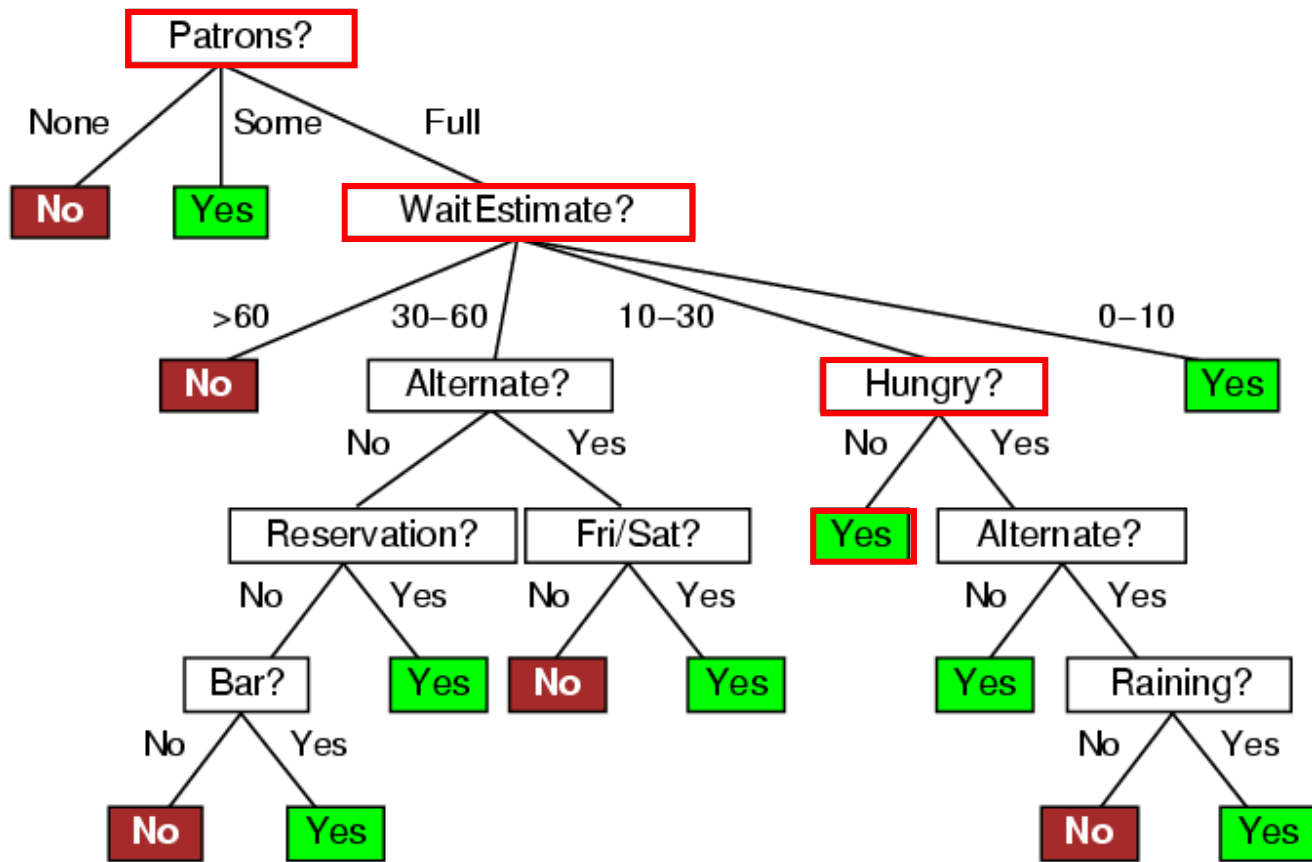 Patrons?
None Some Full
No Yes WaitEstimate?
>60 30–60 10–30 0–10
No Alternate? Hungry? Yes
No Yes No Yes
Reservation? Fri/Sat? Yes Alternate?
No Yes No Yes No Yes
Bar? Yes No Yes Yes Raining?
No Yes No Yes
No Yes No Yes